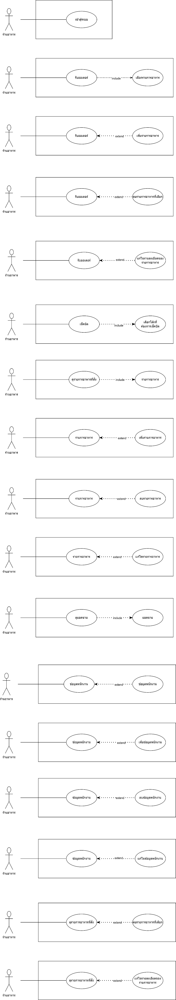 เข้าสู่ระบบ
ร้านอาหาร
รับออเดอร์
include
เลือกรายการอาหาร
ร้านอาหาร
รับออเดอร์
extend
เพิ่มรายการอาหาร
ร้านอาหาร
รับออเดอร์
extend
ลบรายการอาหารที่เลือก
ร้านอาหาร
รับออเดอร์
extend
แก้ไขรายละเอียดของ
รายการอาหาร
ร้านอาหาร
เช็คบิล
include
เลือกโต๊ะที่
ต้องการเช็คบิล
ร้านอาหาร
ดูรายการอาหารที่สั่ง
include
รายการอาหาร
ร้านอาหาร
รายการอาหาร
extend
เพิ่มรายการอาหาร
ร้านอาหาร
รายการอาหาร
extend
ลบรายการอาหาร
ร้านอาหาร
รายการอาหาร
extend
แก้ไขรายการอาหาร
ร้านอาหาร
ดูยอดขาย
include
ยอดขาย
ร้านอาหาร
ข้อมูลพนักงาน
extend
ข้อมูลพนักงาน
ร้านอาหาร
ข้อมูลพนักงาน
extend
เพิ่มข้อมูลพนักงาน
ร้านอาหาร
ข้อมูลพนักงาน
extend
ลบข้อมูลพนักงาน
ร้านอาหาร
ข้อมูลพนักงาน
extend
แก้ไขข้อมูลพนักงาน
ร้านอาหาร
ดูรายการอาหารที่สั่ง
extend
ลบรายการอาหารที่เลือก
ร้านอาหาร
ดูรายการอาหารที่สั่ง
extend
แก้ไขรายละเอียดของ
รายการอาหาร
ร้านอาหาร